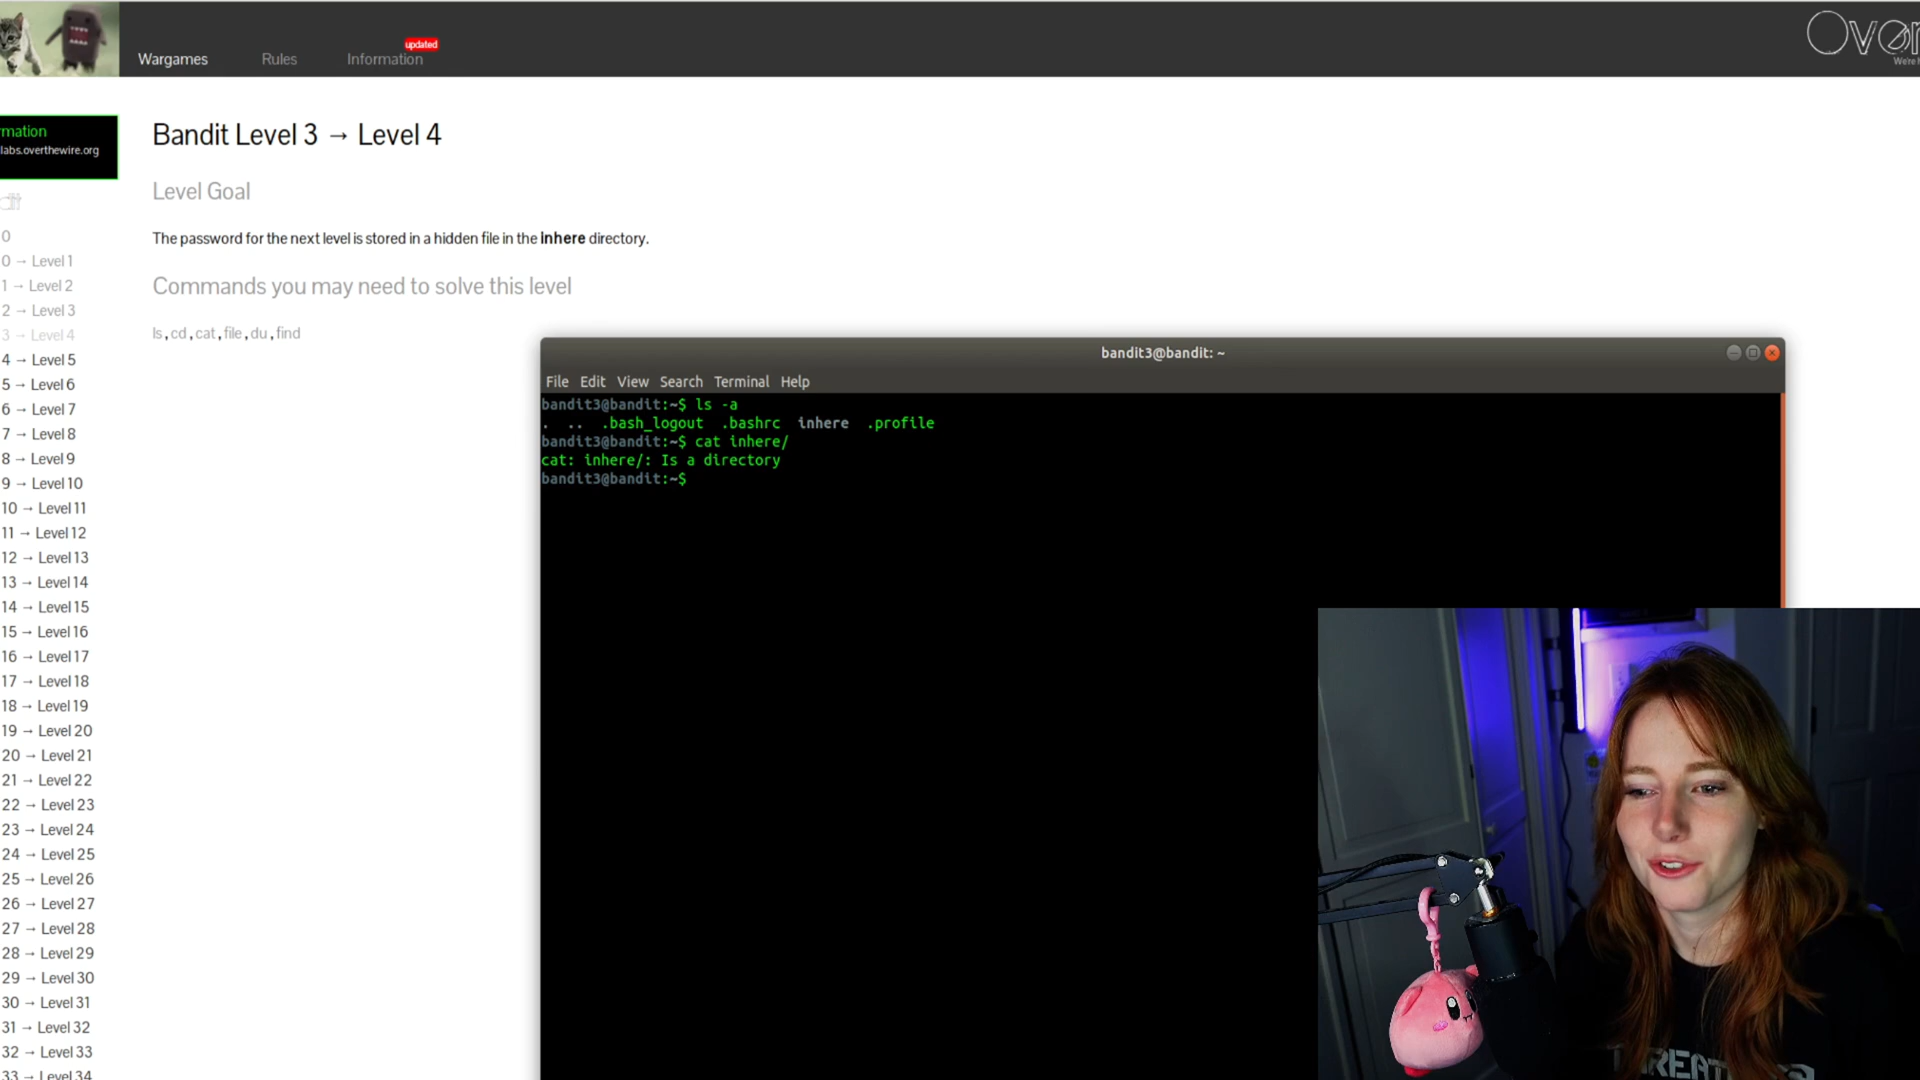 Wargames
Rules
Information
updated
Over
We're h
rmation
labs.overthewire.org
Bandit Level 3 → Level 4
Level Goal
The password for the next level is stored in a hidden file in the inhere directory.
Commands you may need to solve this level
ls , cd , cat , file , du , find
0
0 → Level 1
1 → Level 2
2 → Level 3
3 → Level 4
4 → Level 5
5 → Level 6
6 → Level 7
7 → Level 8
8 → Level 9
9 → Level 10
10 → Level 11
11 → Level 12
12 → Level 13
13 → Level 14
14 → Level 15
15 → Level 16
16 → Level 17
17 → Level 18
18 → Level 19
19 → Level 20
20 → Level 21
21 → Level 22
22 → Level 23
23 → Level 24
24 → Level 25
25 → Level 26
26 → Level 27
27 → Level 28
28 → Level 29
29 → Level 30
30 → Level 31
31 → Level 32
32 → Level 33
33 → Level 34
bandit3@bandit: ~
File Edit View Search Terminal Help
bandit3@bandit:~$ ls -a
. .. .bash_logout .bashrc inhere .profile
bandit3@bandit:~$ cat inhere/
cat: inhere/: Is a directory
bandit3@bandit:~$